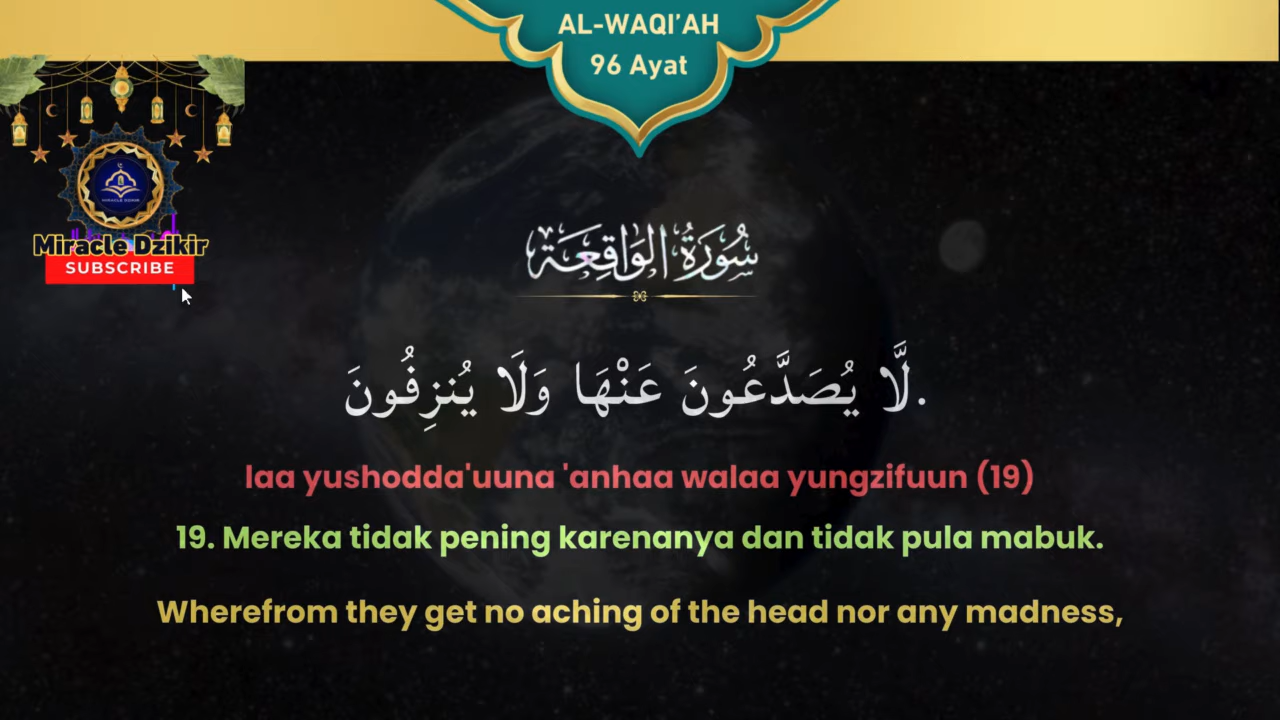 AL-WAQI'AH
96 Ayat
Miracle Dzikir
SUBSCRIBE
سُورَةُ الوَاقِعَة
لَّا يُصَدَّعُونَ عَنْهَا وَلَا يُنزِفُونَ.
laa yushodda'uuna 'anhaa walaa yungzifuun (19)
19. Mereka tidak pening karenanya dan tidak pula mabuk.
Wherefrom they get no aching of the head nor any madness,